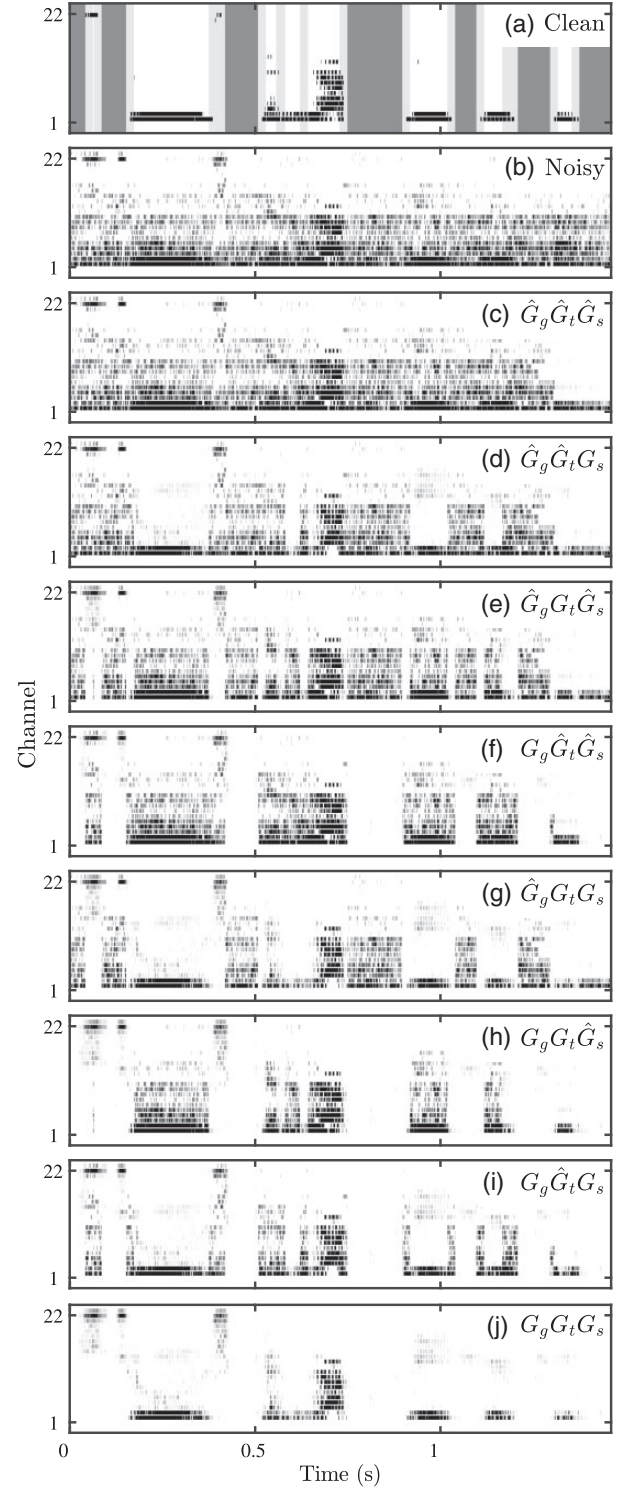 22
(a) Clean
1
22
(b) Noisy
1
22
(c) Ĝ_g Ĝ_t Ĝ_s
1
22
(d) Ĝ_g Ĝ_t G_s
1
22
(e) Ĝ_g G_t Ĝ_s
1
Channel
22
(f) G_g Ĝ_t Ĝ_s
1
22
(g) Ĝ_g G_t G_s
1
22
(h) G_g G_t Ĝ_s
1
22
(i) G_g Ĝ_t G_s
1
22
(j) G_g G_t G_s
1
0 0.5 1
Time (s)